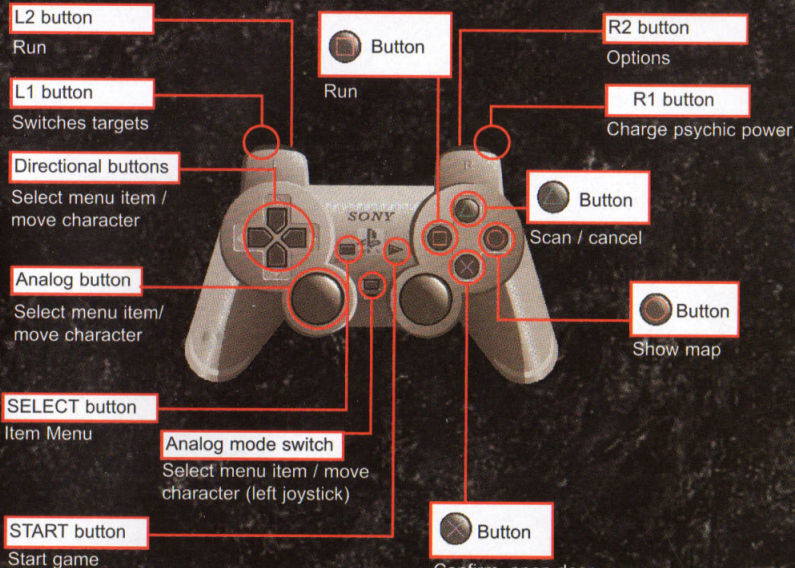 L2 button
Run
L1 button
Switches targets
Directional buttons
Select menu item /
move character
Analog button
Select menu item/
move character
SELECT button
Item Menu
Analog mode switch
Select menu item / move
character (left joystick)
START button
Start game
Button
Run
R2 button
Options
R1 button
Charge psychic power
Button
Scan / cancel
Button
Show map
Button
Confirm, open door
SONY
R